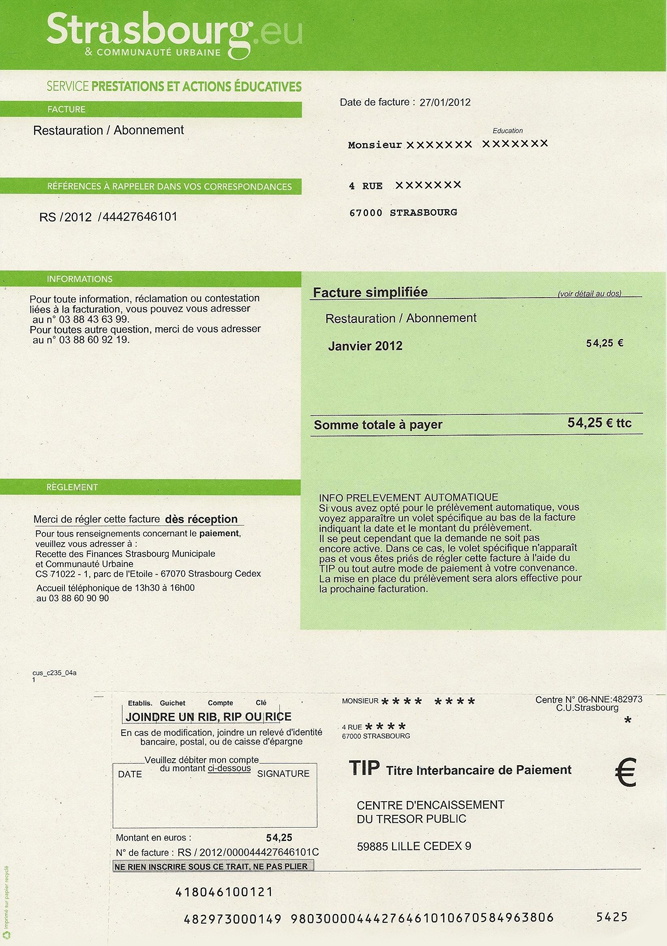 Strasbourg.eu
& COMMUNAUTÉ URBAINE
SERVICE PRESTATIONS ET ACTIONS ÉDUCATIVES
FACTURE
Restauration / Abonnement
Date de facture : 27/01/2012
Education
Monsieur XXXXXXX XXXXXXX
4 RUE XXXXXXX
67000 STRASBOURG
RÉFÉRENCES À RAPPELER DANS VOS CORRESPONDANCES
RS /2012 /44427646101
INFORMATIONS
Pour toute information, réclamation ou contestation
liées à la facturation, vous pouvez vous adresser
au n° 03 88 43 63 99.
Pour toutes autre question, merci de vous adresser
au n° 03 88 60 92 19.
Facture simplifiée (voir détail au dos)
Restauration / Abonnement
Janvier 2012 54,25 €
Somme totale à payer 54,25 € ttc
RÈGLEMENT
Merci de régler cette facture dès réception
Pour tous renseignements concernant le paiement,
veuillez vous adresser à :
Recette des Finances Strasbourg Municipale
et Communauté Urbaine
CS 71022 - 1, parc de l'Etoile - 67070 Strasbourg Cedex
Accueil téléphonique de 13h30 à 16h00
au 03 88 60 90 90
INFO PRELEVEMENT AUTOMATIQUE
Si vous avez opté pour le prélèvement automatique, vous
voyez apparaître un volet spécifique au bas de la facture
indiquant la date et le montant du prélèvement.
Il se peut cependant que la demande ne soit pas
encore active. Dans ce cas, le volet spécifique n'apparaît
pas et vous êtes priés de régler cette facture à l'aide du
TIP ou tout autre mode de paiement à votre convenance.
La mise en place du prélèvement sera alors effective pour
la prochaine facturation.
cus_c235_04a
1
Etablis. Guichet Compte Clé
JOINDRE UN RIB, RIP OU RICE
En cas de modification, joindre un relevé d'identité
bancaire, postal, ou de caisse d'épargne
Veuillez débiter mon compte
du montant ci-dessous
DATE SIGNATURE
Montant en euros : 54,25
N° de facture : RS / 2012/000044427646101C
NE RIEN INSCRIRE SOUS CE TRAIT, NE PAS PLIER
MONSIEUR **** ****
4 RUE ****
67000 STRASBOURG
Centre N° 06-NNE:482973
C.U.Strasbourg
*
TIP Titre Interbancaire de Paiement €
CENTRE D'ENCAISSEMENT
DU TRESOR PUBLIC
59885 LILLE CEDEX 9
418046100121
482973000149 98030000444276461010670584963806 5425
imprimé sur papier recyclé